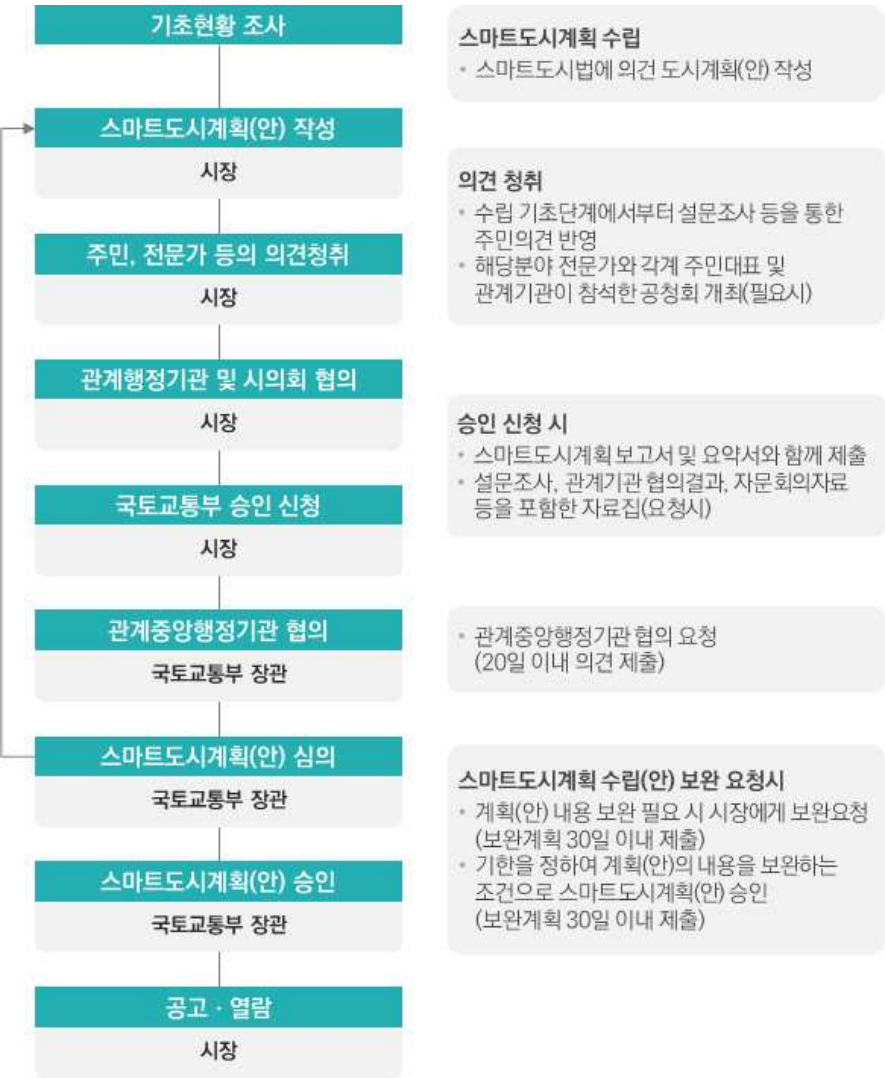 기초현황 조사
스마트도시계획 수립
• 스마트도시법에 의건 도시계획(안) 작성
스마트도시계획(안) 작성
시장
의견 청취
• 수립 기초단계에서부터 설문조사 등을 통한
주민의견 반영
• 해당분야 전문가와 각계 주민대표 및
관계기관이 참석한 공청회 개최(필요시)
주민, 전문가 등의 의견청취
시장
관계행정기관 및 시의회 협의
시장
승인 신청 시
• 스마트도시계획 보고서 및 요약서와 함께 제출
• 설문조사, 관계기관 협의결과, 자문회의자료
등을 포함한 자료집(요청시)
국토교통부 승인 신청
시장
관계중앙행정기관 협의
국토교통부 장관
• 관계중앙행정기관 협의 요청
(20일 이내 의견 제출)
스마트도시계획(안) 심의
국토교통부 장관
스마트도시계획 수립(안) 보완 요청시
• 계획(안) 내용 보완 필요 시 시장에게 보완요청
(보완계획 30일 이내 제출)
• 기한을 정하여 계획(안)의 내용을 보완하는
조건으로 스마트도시계획(안) 승인
(보완계획 30일 이내 제출)
스마트도시계획(안) 승인
국토교통부 장관
공고 · 열람
시장